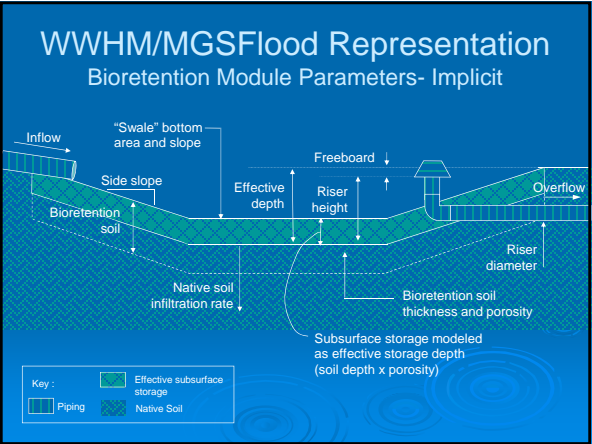 WWHM/MGSFlood Representation
Bioretention Module Parameters- Implicit
Inflow
"Swale" bottom
area and slope
Freeboard
Side slope
Effective
depth
Riser
height
Overflow
Bioretention
soil
Riser
diameter
Native soil
infiltration rate
Bioretention soil
thickness and porosity
Subsurface storage modeled
as effective storage depth
(soil depth x porosity)
Key :
Effective subsurface
storage
Piping
Native Soil